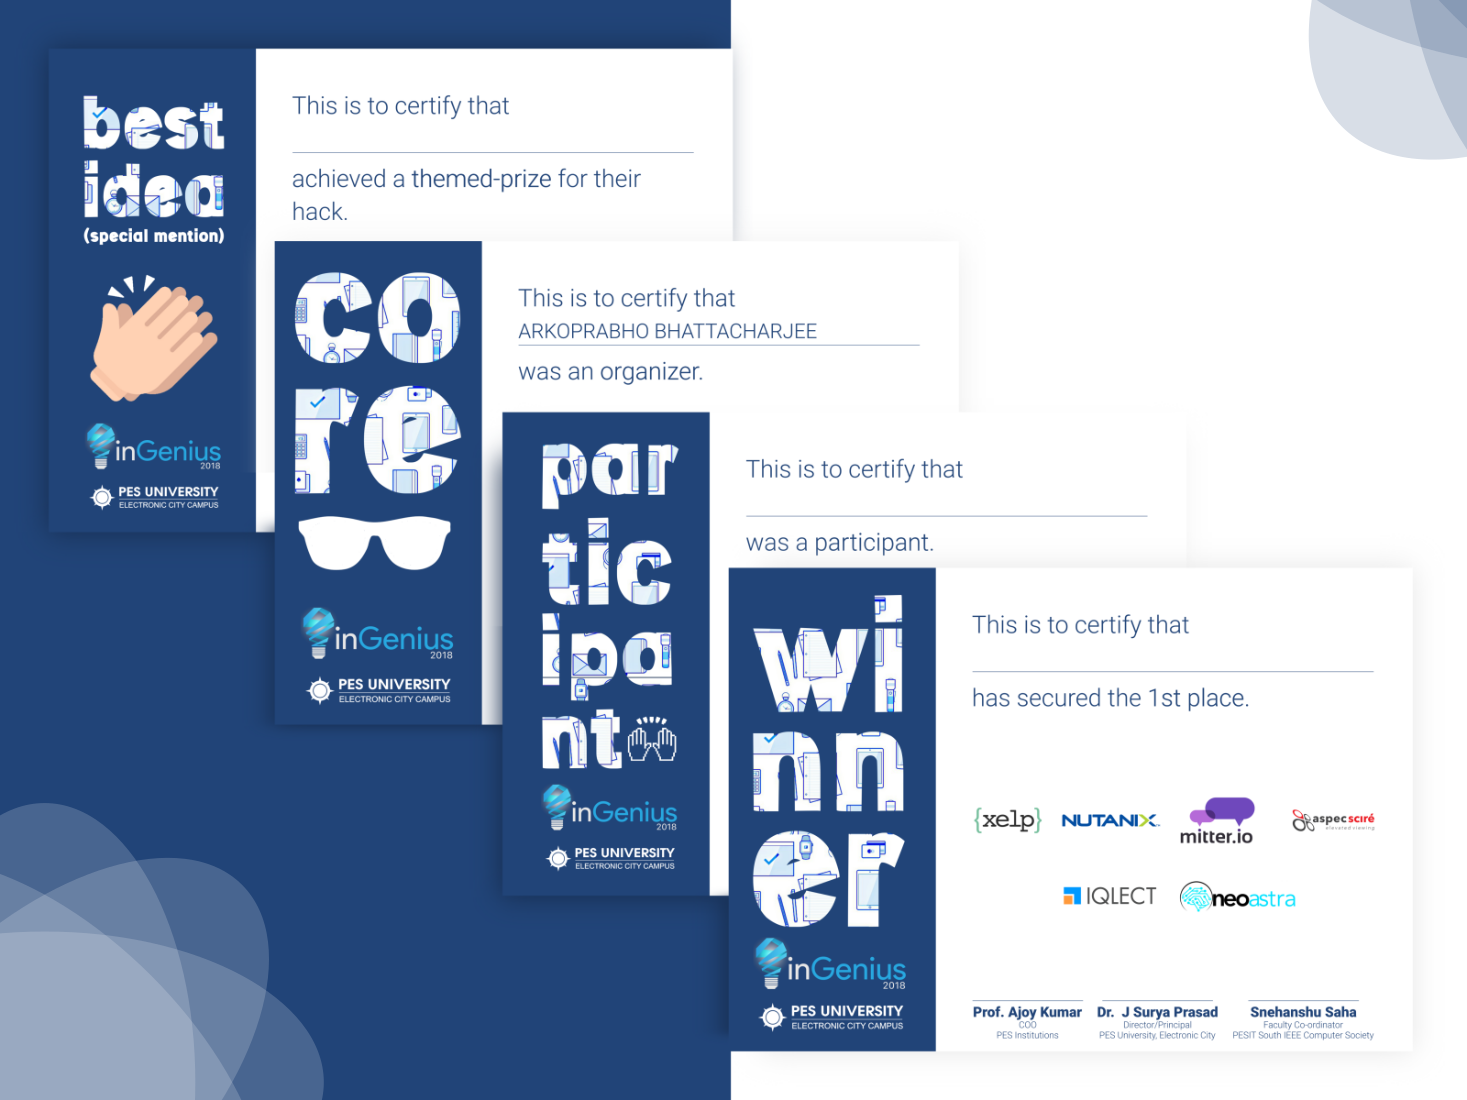 best
idea
(special mention)
inGenius
2018
PES UNIVERSITY
ELECTRONIC CITY CAMPUS
This is to certify that
achieved a themed-prize for their
hack.
co
re
inGenius
2018
PES UNIVERSITY
ELECTRONIC CITY CAMPUS
This is to certify that
ARKOPRABHO BHATTACHARJEE
was an organizer.
par
tic
ipa
nt
inGenius
2018
PES UNIVERSITY
ELECTRONIC CITY CAMPUS
This is to certify that
was a participant.
wi
nn
er
inGenius
2018
PES UNIVERSITY
ELECTRONIC CITY CAMPUS
This is to certify that
has secured the 1st place.
{xelp} NUTANIX. mitter.io aspec sciré
elevated viewing
IQLECT neoastra
Prof. Ajoy Kumar Dr. J Surya Prasad Snehanshu Saha
COO Director/Principal Faculty Co-ordinator
PES Institutions PES University, Electronic City PESIT South IEEE Computer Society